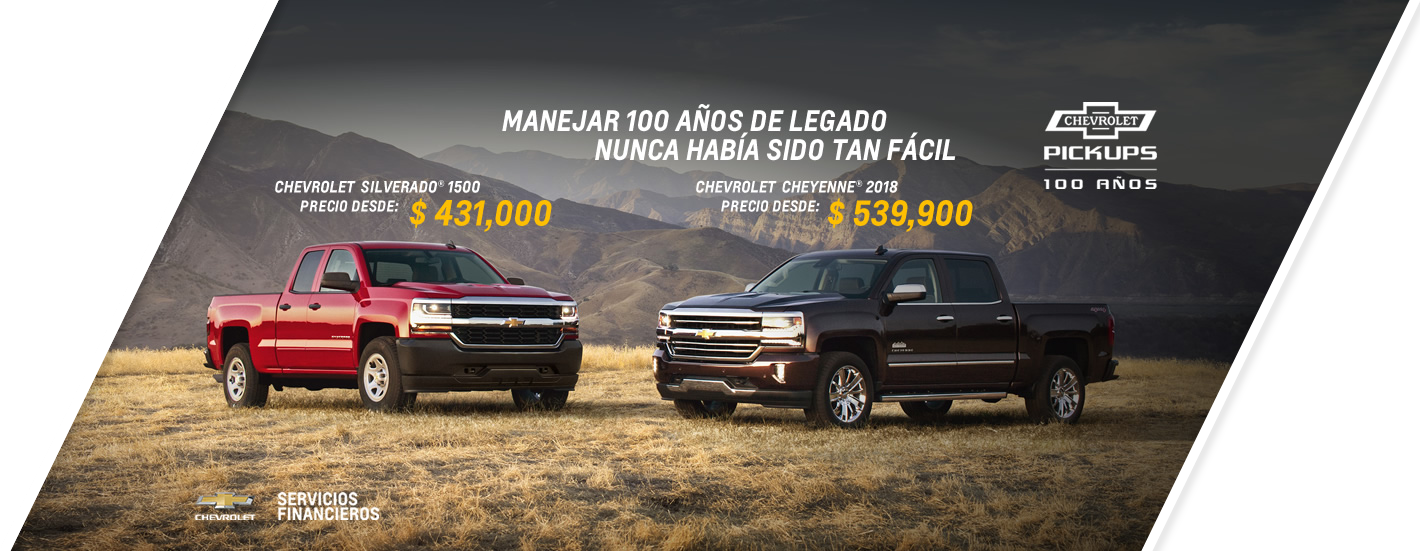 MANEJAR 100 AÑOS DE LEGADO
NUNCA HABÍA SIDO TAN FÁCIL
CHEVROLET
PICKUPS
100 AÑOS
CHEVROLET SILVERADO® 1500
PRECIO DESDE: $ 431,000
CHEVROLET CHEYENNE® 2018
PRECIO DESDE: $ 539,900
CHEVROLET
SERVICIOS
FINANCIEROS